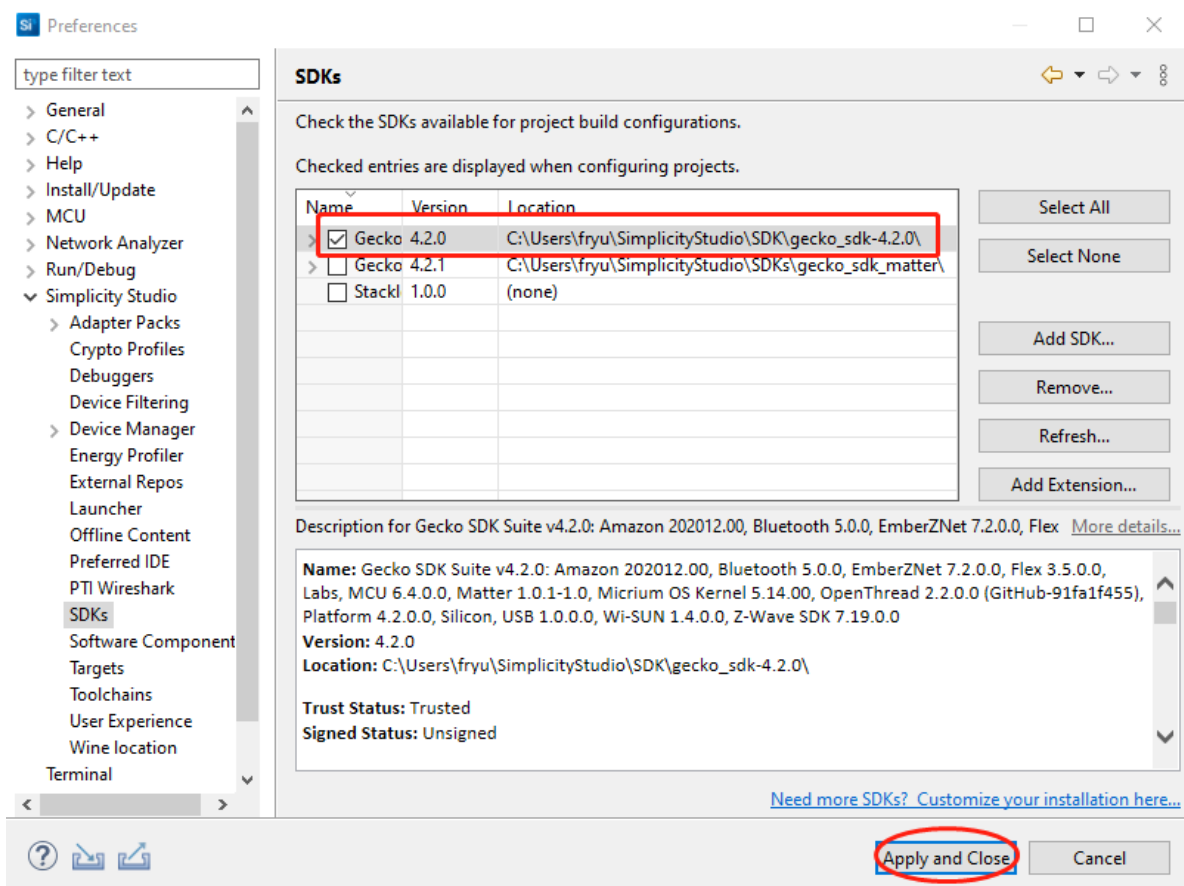 Si Preferences
type filter text
General
C/C++
Help
Install/Update
MCU
Network Analyzer
Run/Debug
Simplicity Studio
Adapter Packs
Crypto Profiles
Debuggers
Device Filtering
Device Manager
Energy Profiler
External Repos
Launcher
Offline Content
Preferred IDE
PTI Wireshark
SDKs
Software Component
Targets
Toolchains
User Experience
Wine location
Terminal
SDKs
Check the SDKs available for project build configurations.
Checked entries are displayed when configuring projects.
Name Version Location
Gecko 4.2.0 C:\Users\fryu\SimplicityStudio\SDK\gecko_sdk-4.2.0\
Gecko 4.2.1 C:\Users\fryu\SimplicityStudio\SDKs\gecko_sdk_matter\
Stackl 1.0.0 (none)
Select All
Select None
Add SDK...
Remove...
Refresh...
Add Extension...
Description for Gecko SDK Suite v4.2.0: Amazon 202012.00, Bluetooth 5.0.0, EmberZNet 7.2.0.0, Flex More details...
Name: Gecko SDK Suite v4.2.0: Amazon 202012.00, Bluetooth 5.0.0, EmberZNet 7.2.0.0, Flex 3.5.0.0,
Labs, MCU 6.4.0.0, Matter 1.0.1-1.0, Micrium OS Kernel 5.14.00, OpenThread 2.2.0.0 (GitHub-91fa1f455),
Platform 4.2.0.0, Silicon, USB 1.0.0.0, Wi-SUN 1.4.0.0, Z-Wave SDK 7.19.0.0
Version: 4.2.0
Location: C:\Users\fryu\SimplicityStudio\SDK\gecko_sdk-4.2.0\
Trust Status: Trusted
Signed Status: Unsigned
Need more SDKs? Customize your installation here...
?
Apply and Close
Cancel